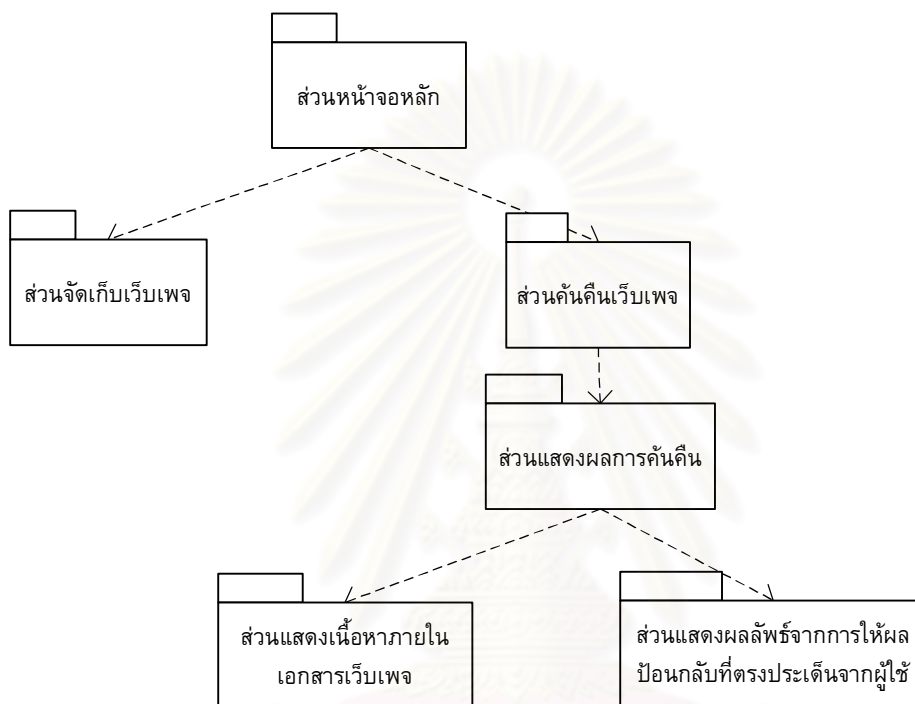 ส่วนหน้าจอหลัก
ส่วนจัดเก็บเว็บเพจ
ส่วนค้นคืนเว็บเพจ
ส่วนแสดงผลการค้นคืน
ส่วนแสดงเนื้อหาภายใน
เอกสารเว็บเพจ
ส่วนแสดงผลลัพธ์จากการให้ผล
ป้อนกลับที่ตรงประเด็นจากผู้ใช้